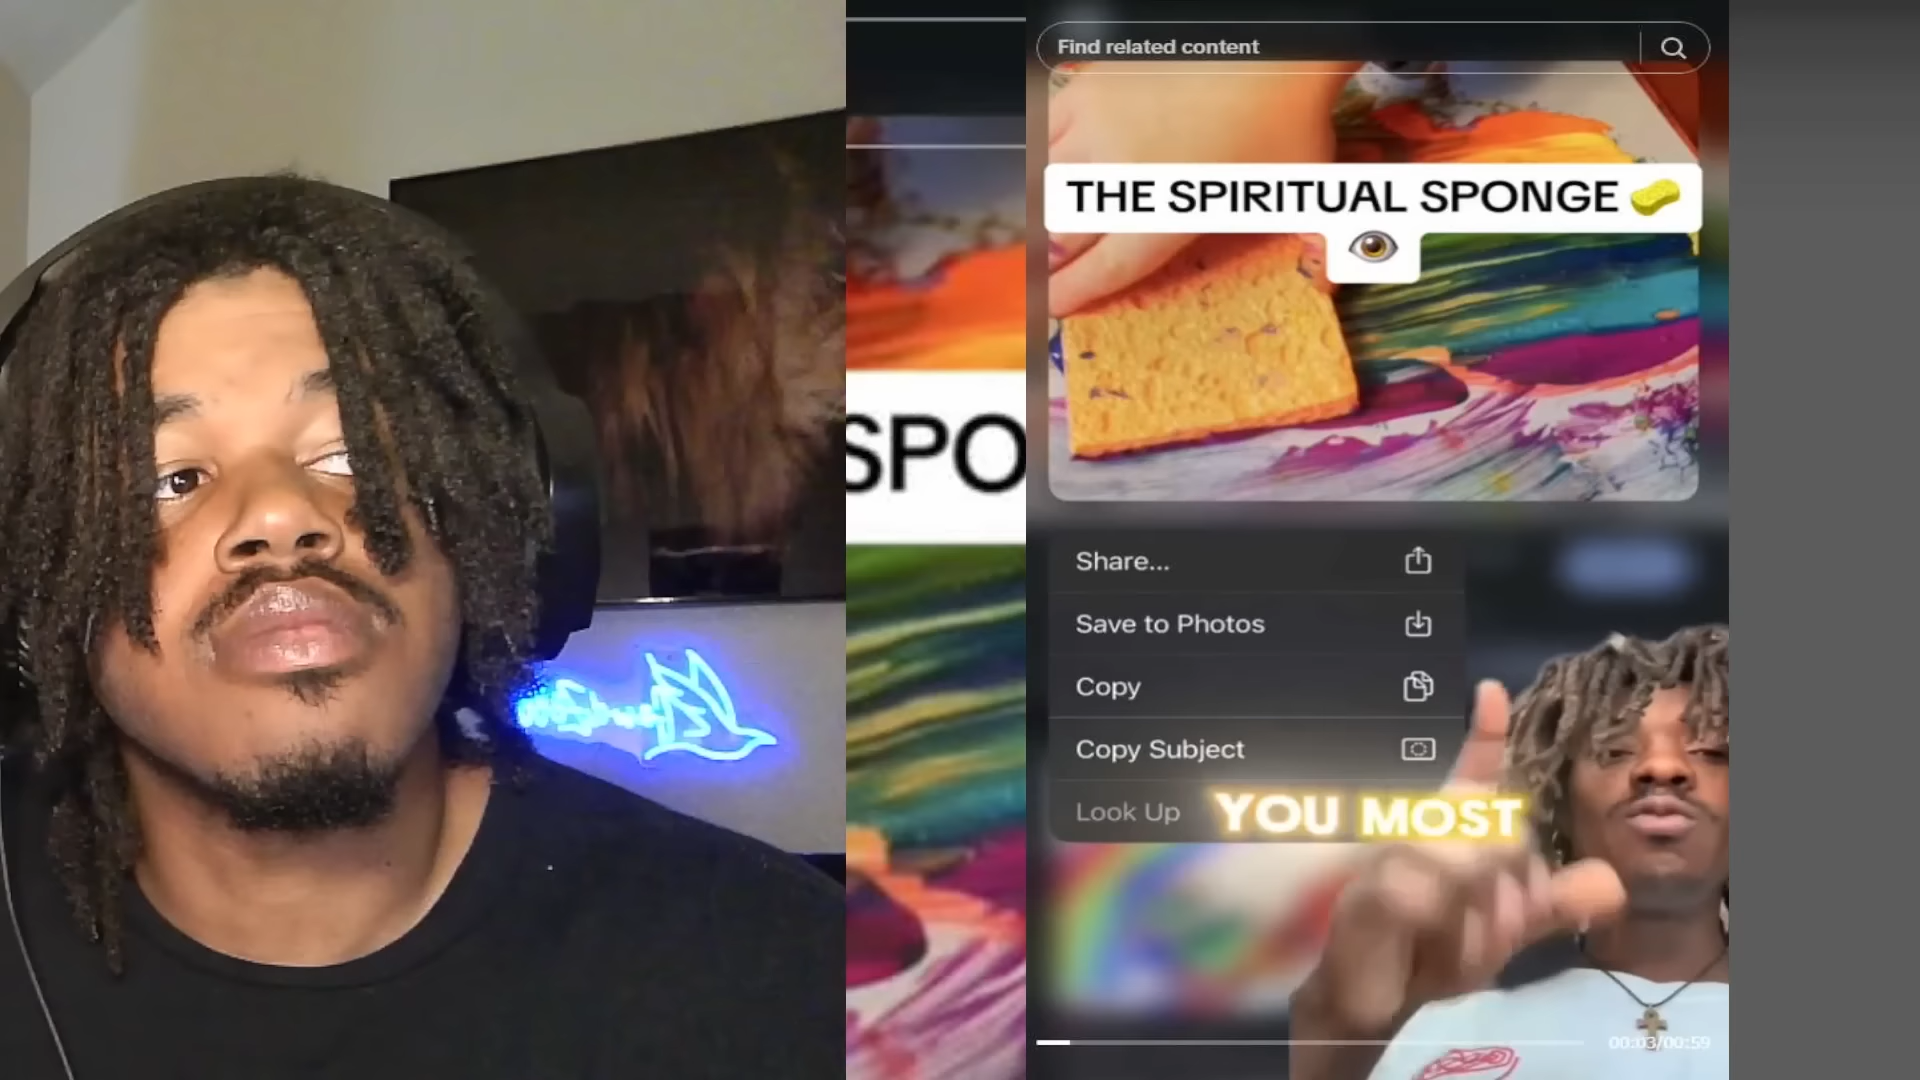 Find related content
THE SPIRITUAL SPONGE
SPO
Share...
Save to Photos
Copy
Copy Subject
Look Up
YOU MOST
00:03/00:59